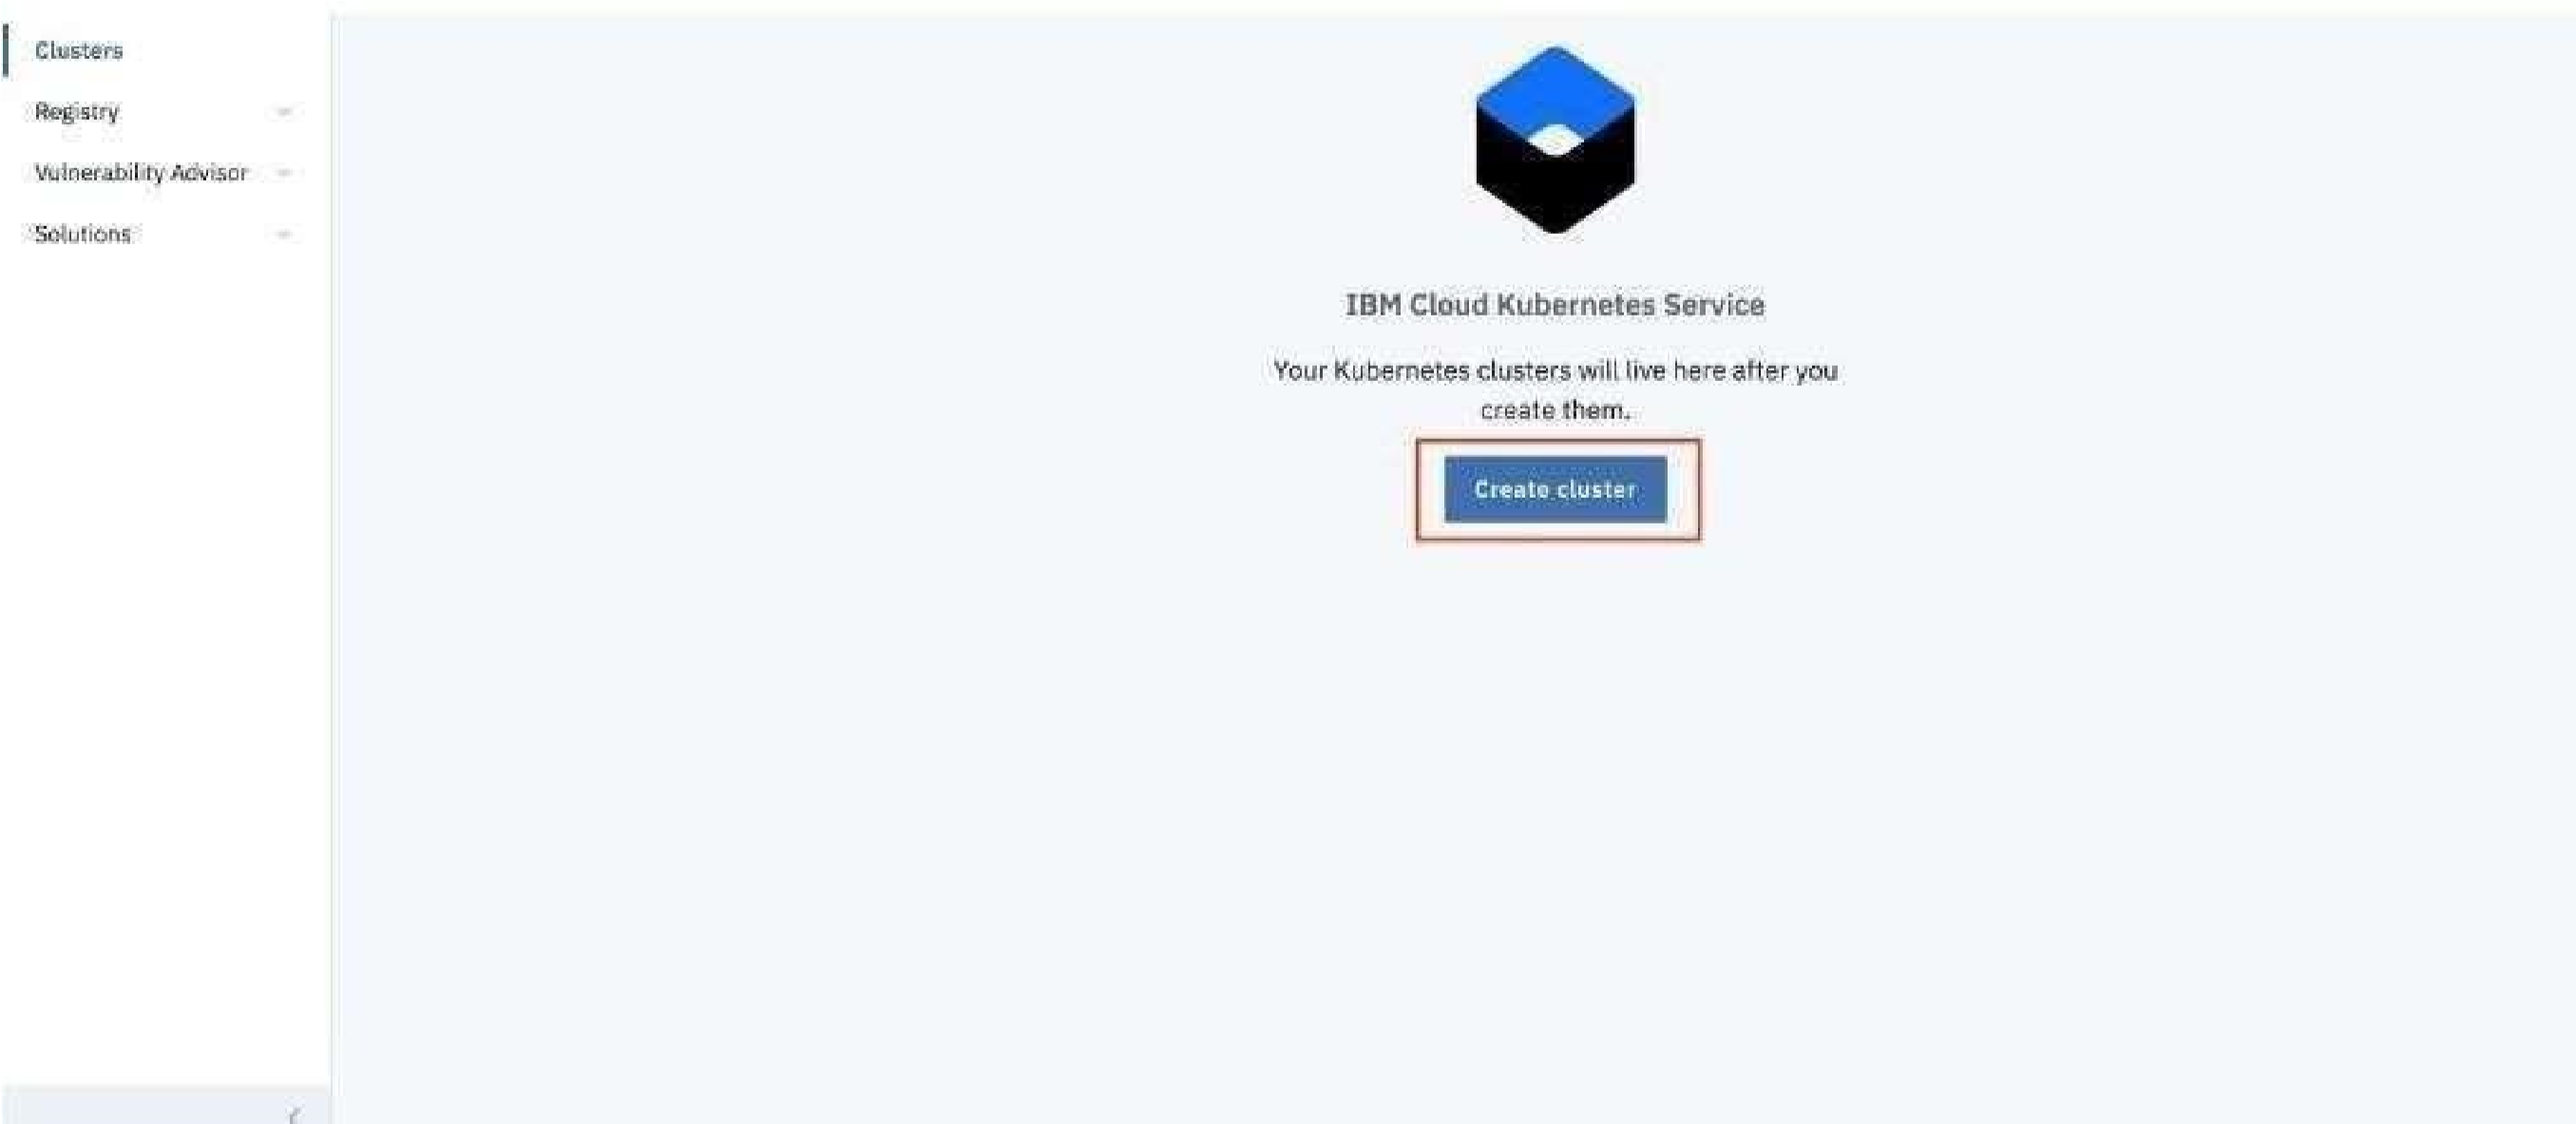 Clusters
Registry
Vulnerability Advisor
Solutions
IBM Cloud Kubernetes Service
Your Kubernetes clusters will live here after you
create them.
Create cluster